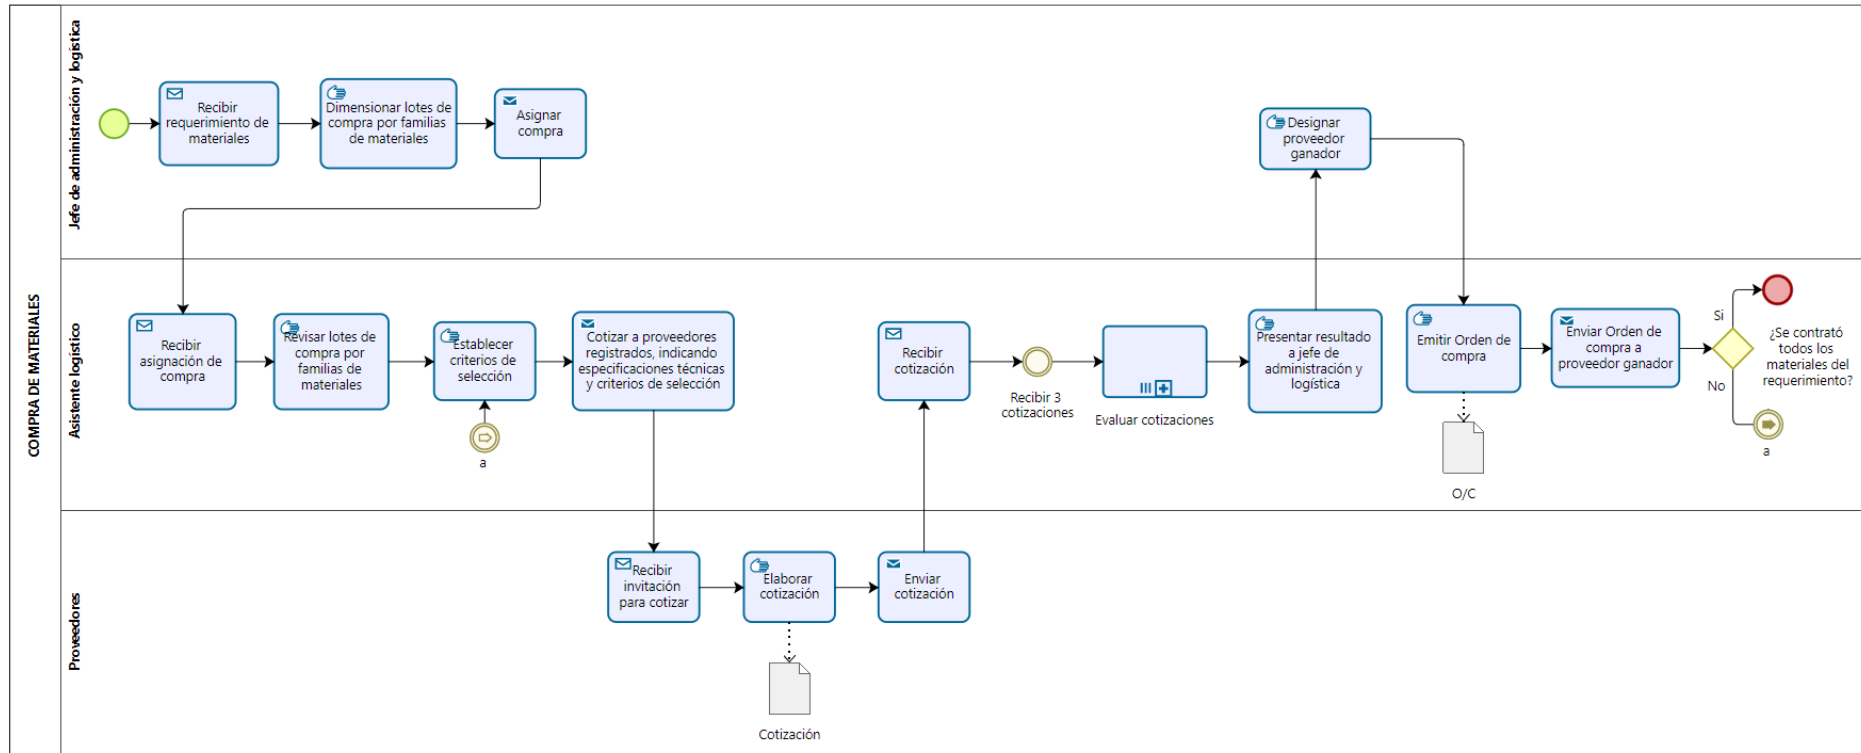 COMPRA DE MATERIALES
Jefe de administración y logística
Recibir
requerimiento de
materiales
Dimensionar lotes de
compra por familias
de materiales
Asignar
compra
Designar
proveedor
ganador
Asistente logístico
Recibir
asignación de
compra
Revisar lotes de
compra por
familias de
materiales
Establecer
criterios de
selección
a
Cotizar a proveedores
registrados, indicando
especificaciones técnicas
y criterios de selección
Recibir
cotización
Recibir 3
cotizaciones
Evaluar cotizaciones
Presentar resultado
a jefe de
administración y
logística
Emitir Orden de
compra
O/C
Enviar Orden de
compra a
proveedor ganador
Si
No
¿Se contrató
todos los
materiales del
requerimiento?
a
Proveedores
Recibir
invitación
para cotizar
Elaborar
cotización
Cotización
Enviar
cotización